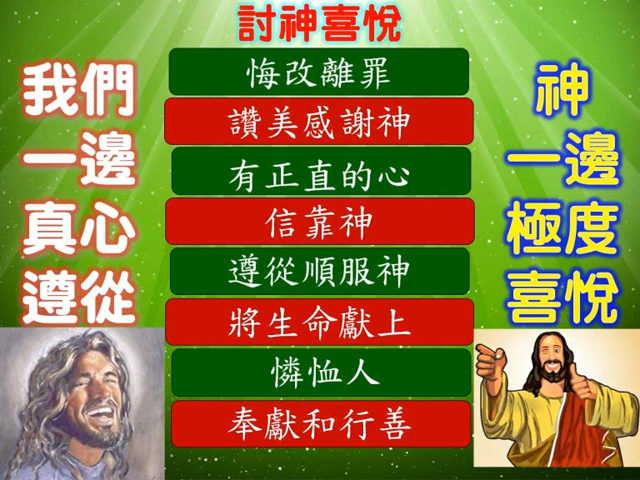 討神喜悅
我們
一邊
真心
遵從
悔改離罪
讚美感謝神
有正直的心
信靠神
遵從順服神
將生命獻上
憐恤人
奉獻和行善
神
一邊
極度
喜悅